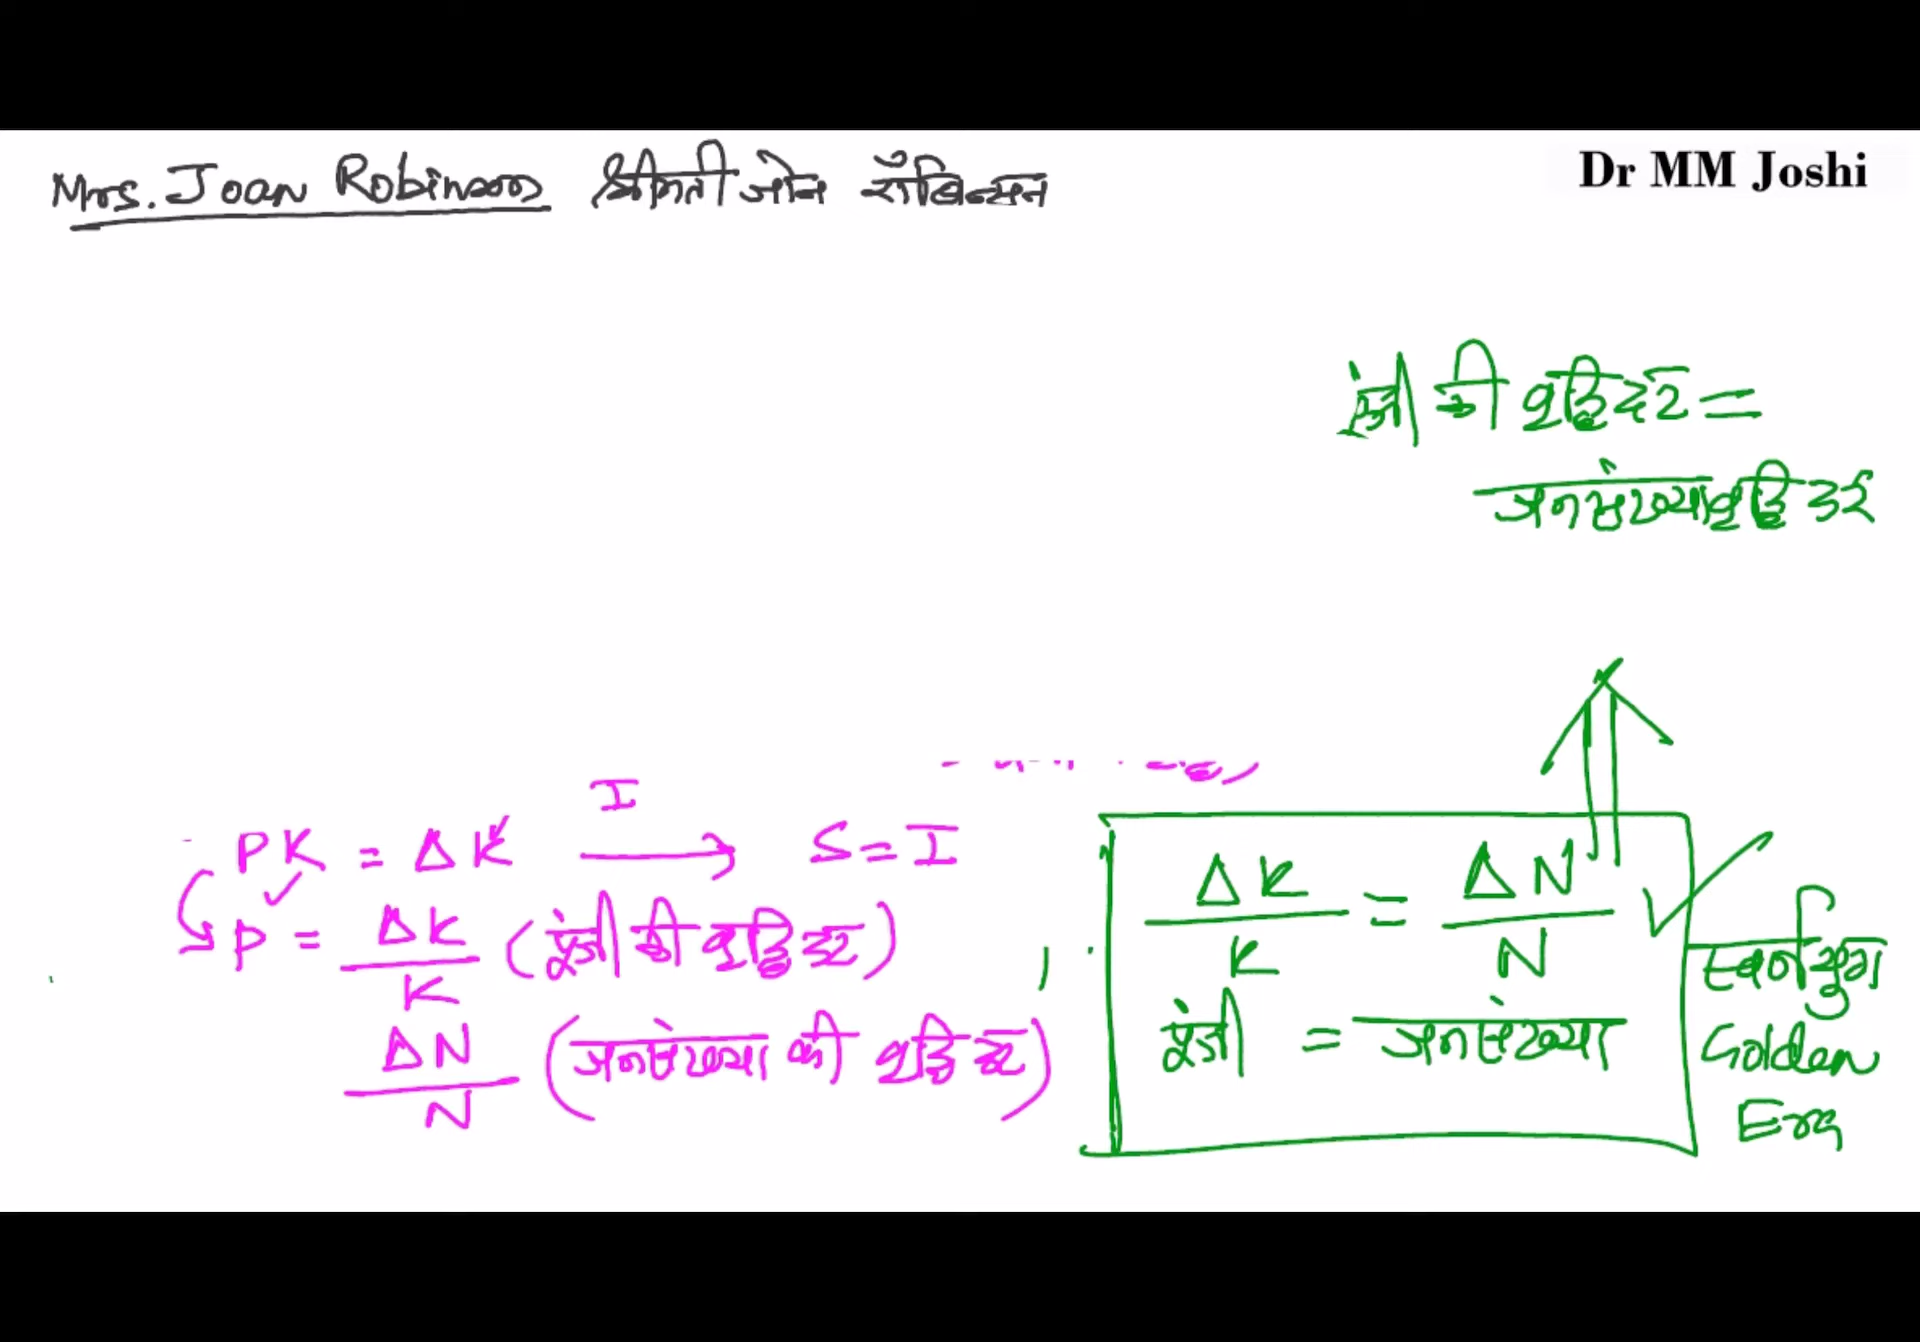 Mrs. Joan Robinson श्रीमती जोन रॉबिन्सन
Dr MM Joshi
पूंजी की वृद्धि दर =
जनसंख्या वृद्धि दर
I
PK = ΔK → S = I
P = ΔK/K (पूंजी की वृद्धि दर)
ΔN/N (जनसंख्या की वृद्धि दर)
ΔK/K = ΔN/N
पूंजी = जनसंख्या
स्वर्णयुग
Golden
Era